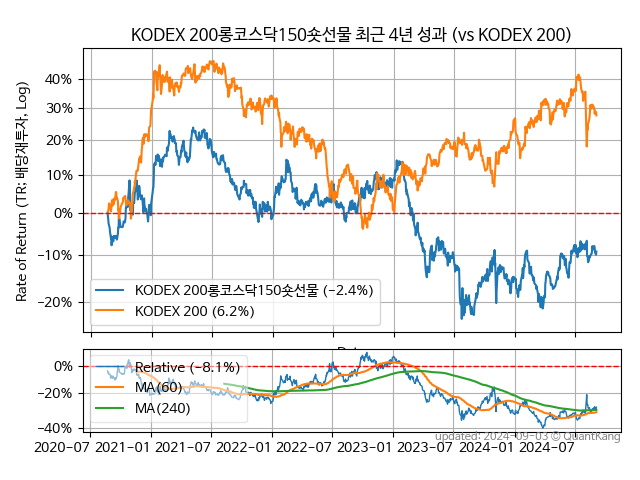 KODEX 200롱코스닥150숏선물 최근 4년 성과 (vs KODEX 200)
Rate of Return (TR: 배당재투자, Log)
40%
30%
20%
10%
0%
−10%
−20%
KODEX 200롱코스닥150숏선물 (−2.4%)
KODEX 200 (6.2%)
0%
−20%
−40%
Relative (−8.1%)
MA(60)
MA(240)
updated: 2024-09-03 © QuantKang
2020-07 2021-01 2021-07 2022-01 2022-07 2023-01 2023-07 2024-01 2024-07